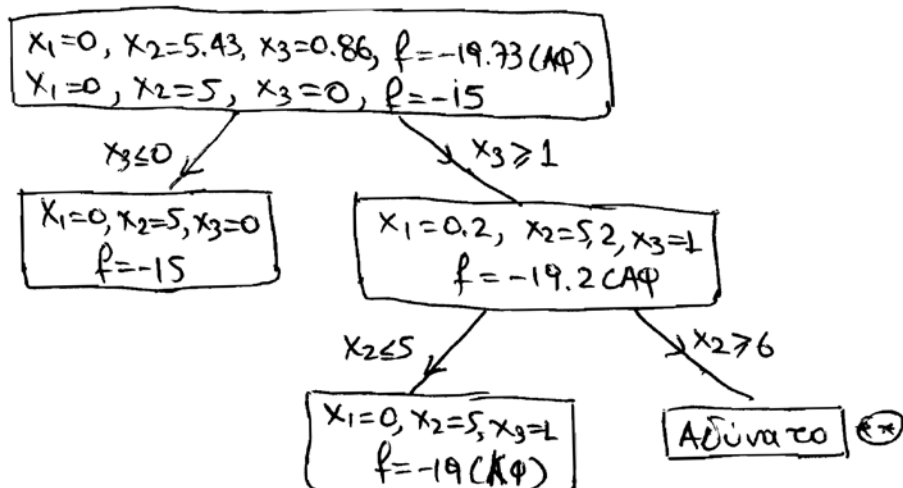 x₁=0, x₂=5.43, x₃=0.86, f=-19.73 (ΑΦ)
x₁=0, x₂=5, x₃=0, f=-15
x₃≤0
x₃≥1
x₁=0, x₂=5, x₃=0
f=-15
x₁=0.2, x₂=5,2, x₃=1
f=-19.2 (ΑΦ
x₂≤5
x₂≥6
x₁=0, x₂=5, x₃=1
f=-19 (ΑΦ)
Αδύνατο **